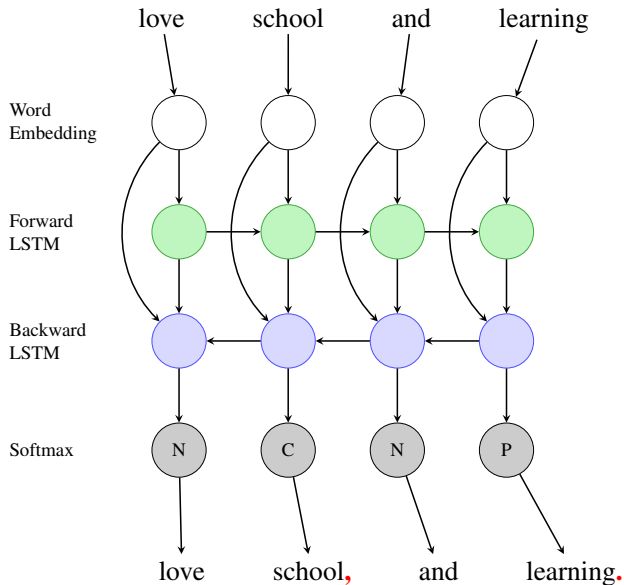 love school and learning
Word
Embedding
Forward
LSTM
Backward
LSTM
Softmax
N C N P
love school, and learning.